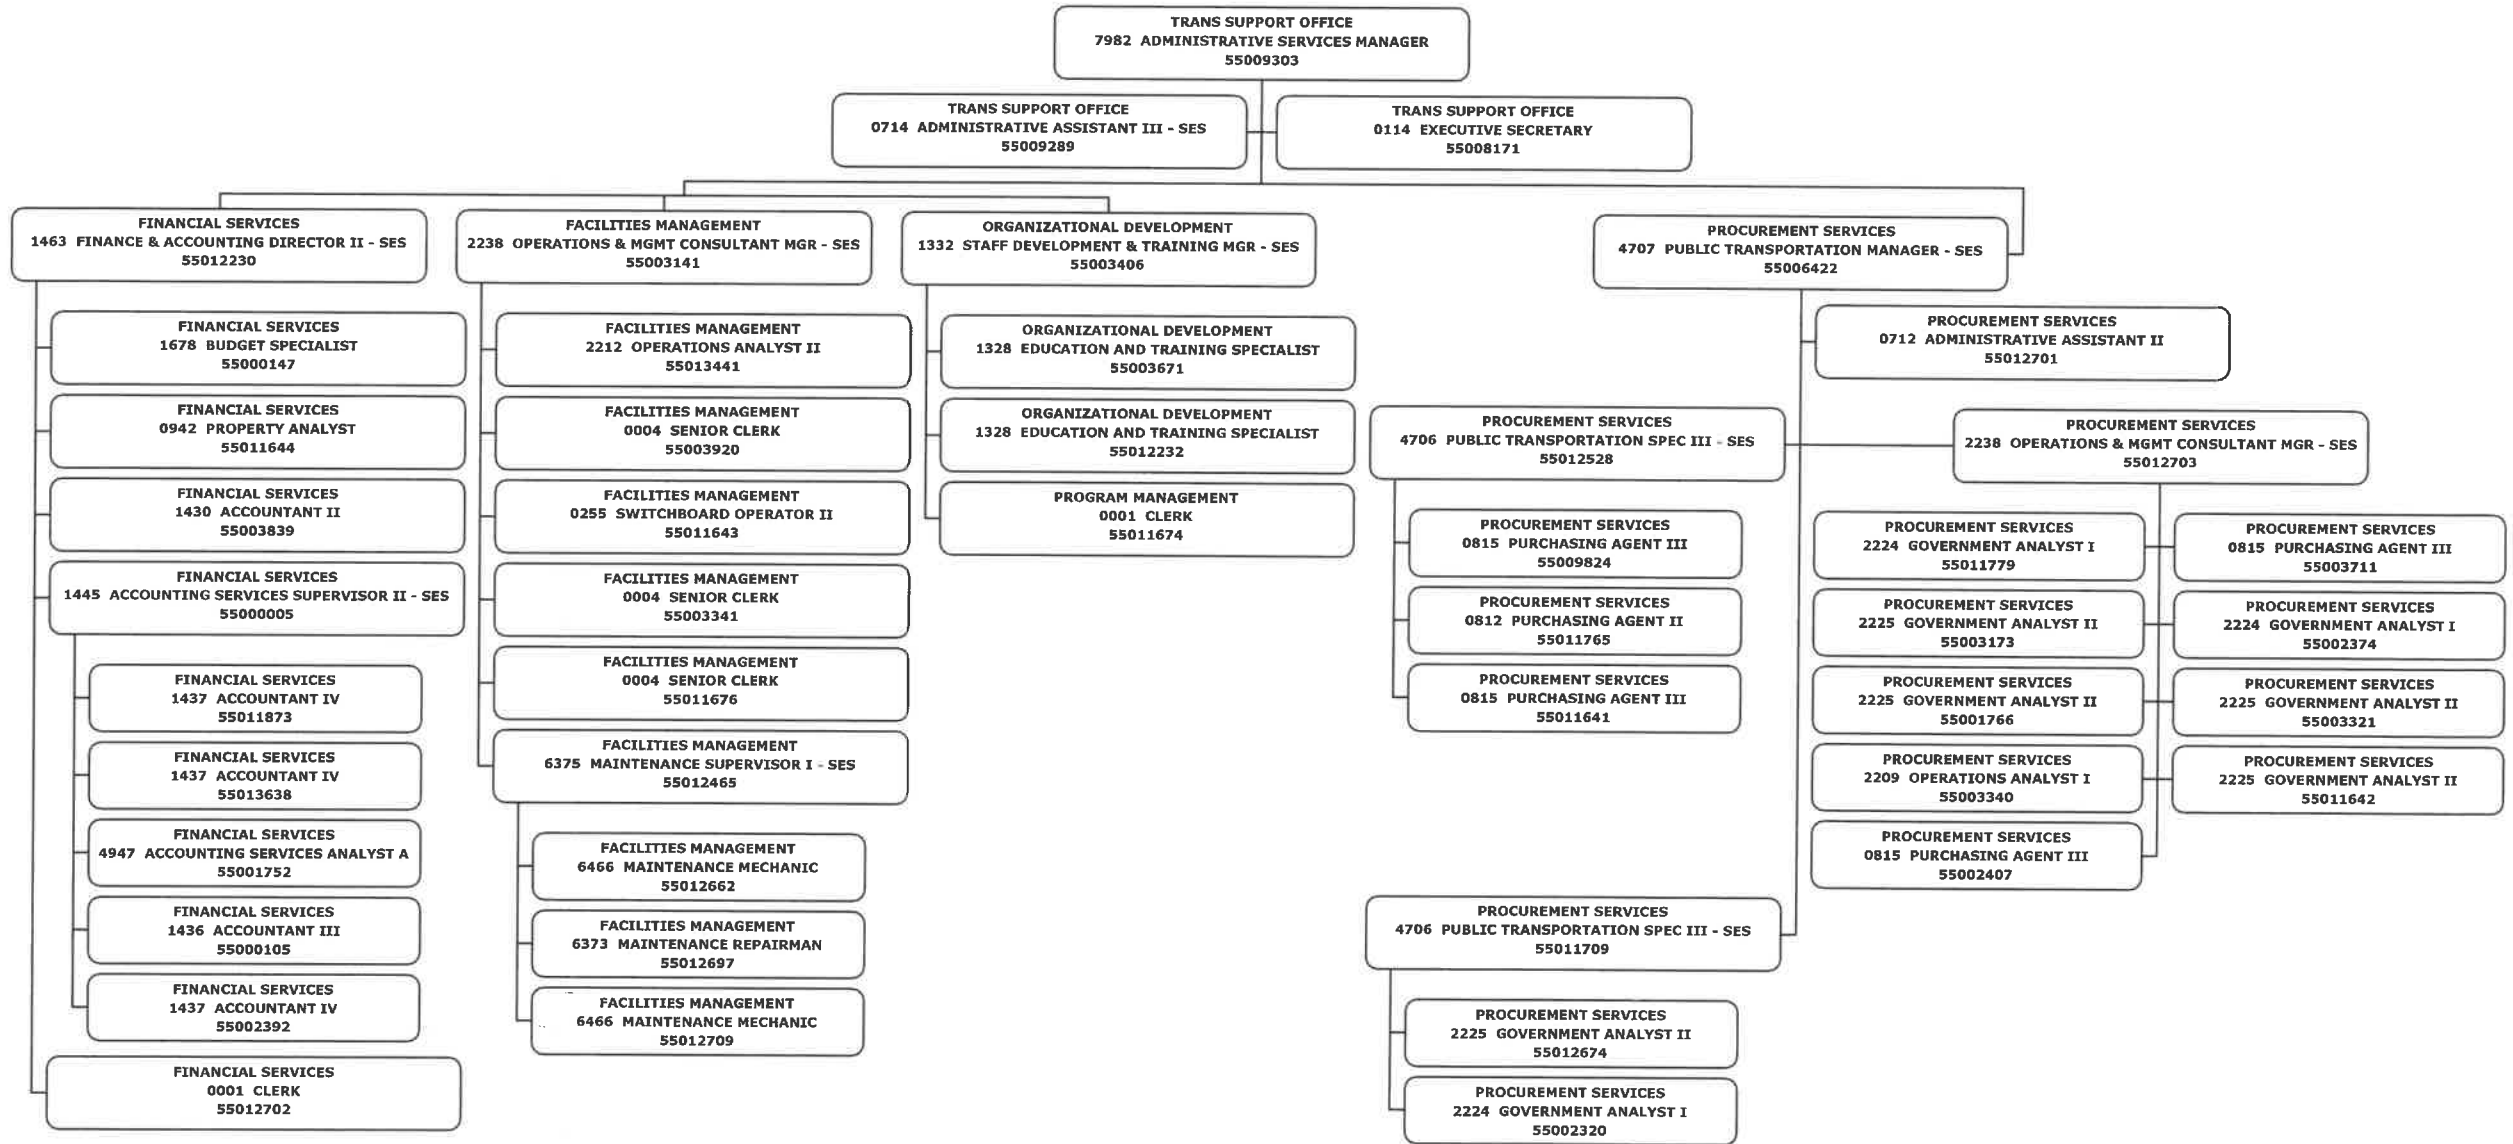 TRANS SUPPORT OFFICE
7982 ADMINISTRATIVE SERVICES MANAGER
55009303
TRANS SUPPORT OFFICE
0714 ADMINISTRATIVE ASSISTANT III - SES
55009289
TRANS SUPPORT OFFICE
0114 EXECUTIVE SECRETARY
55008171
FINANCIAL SERVICES
1463 FINANCE & ACCOUNTING DIRECTOR II - SES
55012230
FINANCIAL SERVICES
1678 BUDGET SPECIALIST
55000147
FINANCIAL SERVICES
0942 PROPERTY ANALYST
55011644
FINANCIAL SERVICES
1430 ACCOUNTANT II
55003839
FINANCIAL SERVICES
1445 ACCOUNTING SERVICES SUPERVISOR II - SES
55000005
FINANCIAL SERVICES
1437 ACCOUNTANT IV
55011873
FINANCIAL SERVICES
1437 ACCOUNTANT IV
55013638
FINANCIAL SERVICES
4947 ACCOUNTING SERVICES ANALYST A
55001752
FINANCIAL SERVICES
1436 ACCOUNTANT III
55000105
FINANCIAL SERVICES
1437 ACCOUNTANT IV
55002392
FINANCIAL SERVICES
0001 CLERK
55012702
FACILITIES MANAGEMENT
2238 OPERATIONS & MGMT CONSULTANT MGR - SES
55003141
FACILITIES MANAGEMENT
2212 OPERATIONS ANALYST II
55013441
FACILITIES MANAGEMENT
0004 SENIOR CLERK
55003920
FACILITIES MANAGEMENT
0255 SWITCHBOARD OPERATOR II
55011643
FACILITIES MANAGEMENT
0004 SENIOR CLERK
55003341
FACILITIES MANAGEMENT
0004 SENIOR CLERK
55011676
FACILITIES MANAGEMENT
6375 MAINTENANCE SUPERVISOR I - SES
55012465
FACILITIES MANAGEMENT
6466 MAINTENANCE MECHANIC
55012662
FACILITIES MANAGEMENT
6373 MAINTENANCE REPAIRMAN
55012697
FACILITIES MANAGEMENT
6466 MAINTENANCE MECHANIC
55012709
ORGANIZATIONAL DEVELOPMENT
1332 STAFF DEVELOPMENT & TRAINING MGR - SES
55003406
ORGANIZATIONAL DEVELOPMENT
1328 EDUCATION AND TRAINING SPECIALIST
55003671
ORGANIZATIONAL DEVELOPMENT
1328 EDUCATION AND TRAINING SPECIALIST
55012232
PROGRAM MANAGEMENT
0001 CLERK
55011674
PROCUREMENT SERVICES
4707 PUBLIC TRANSPORTATION MANAGER - SES
55006422
PROCUREMENT SERVICES
0712 ADMINISTRATIVE ASSISTANT II
55012701
PROCUREMENT SERVICES
4706 PUBLIC TRANSPORTATION SPEC III - SES
55012528
PROCUREMENT SERVICES
0815 PURCHASING AGENT III
55009824
PROCUREMENT SERVICES
0812 PURCHASING AGENT II
55011765
PROCUREMENT SERVICES
0815 PURCHASING AGENT III
55011641
PROCUREMENT SERVICES
2238 OPERATIONS & MGMT CONSULTANT MGR - SES
55012703
PROCUREMENT SERVICES
2224 GOVERNMENT ANALYST I
55011779
PROCUREMENT SERVICES
0815 PURCHASING AGENT III
55003711
PROCUREMENT SERVICES
2225 GOVERNMENT ANALYST II
55003173
PROCUREMENT SERVICES
2224 GOVERNMENT ANALYST I
55002374
PROCUREMENT SERVICES
2225 GOVERNMENT ANALYST II
55001766
PROCUREMENT SERVICES
2225 GOVERNMENT ANALYST II
55003321
PROCUREMENT SERVICES
2209 OPERATIONS ANALYST I
55003340
PROCUREMENT SERVICES
2225 GOVERNMENT ANALYST II
55011642
PROCUREMENT SERVICES
0815 PURCHASING AGENT III
55002407
PROCUREMENT SERVICES
4706 PUBLIC TRANSPORTATION SPEC III - SES
55011709
PROCUREMENT SERVICES
2225 GOVERNMENT ANALYST II
55012674
PROCUREMENT SERVICES
2224 GOVERNMENT ANALYST I
55002320